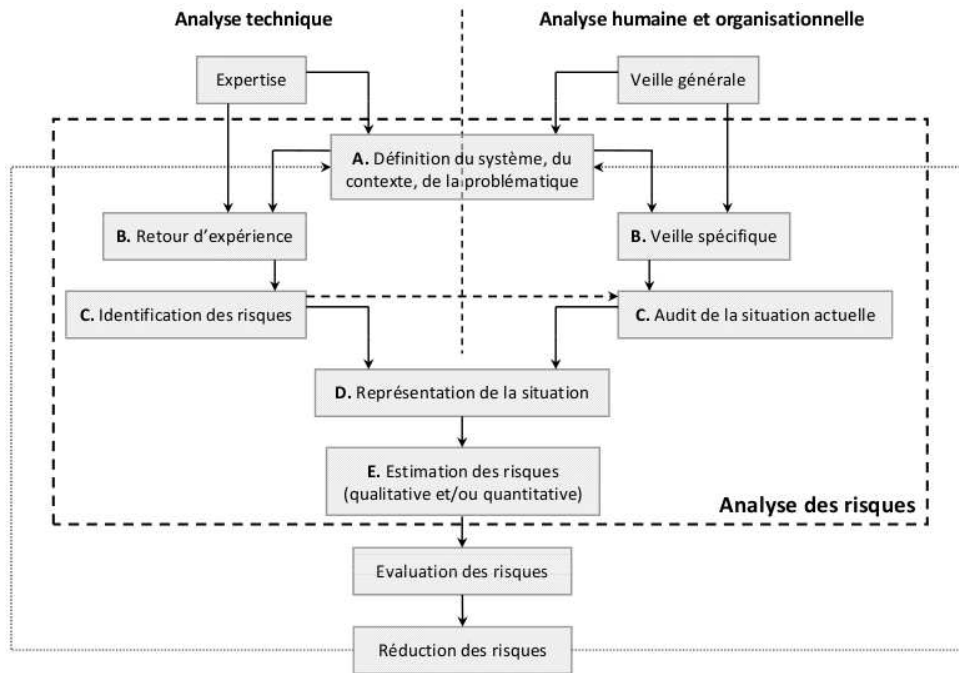 Analyse technique
Analyse humaine et organisationnelle
Expertise
Veille générale
A. Définition du système, du
contexte, de la problématique
B. Retour d'expérience
B. Veille spécifique
C. Identification des risques
C. Audit de la situation actuelle
D. Représentation de la situation
E. Estimation des risques
(qualitative et/ou quantitative)
Analyse des risques
Evaluation des risques
Réduction des risques